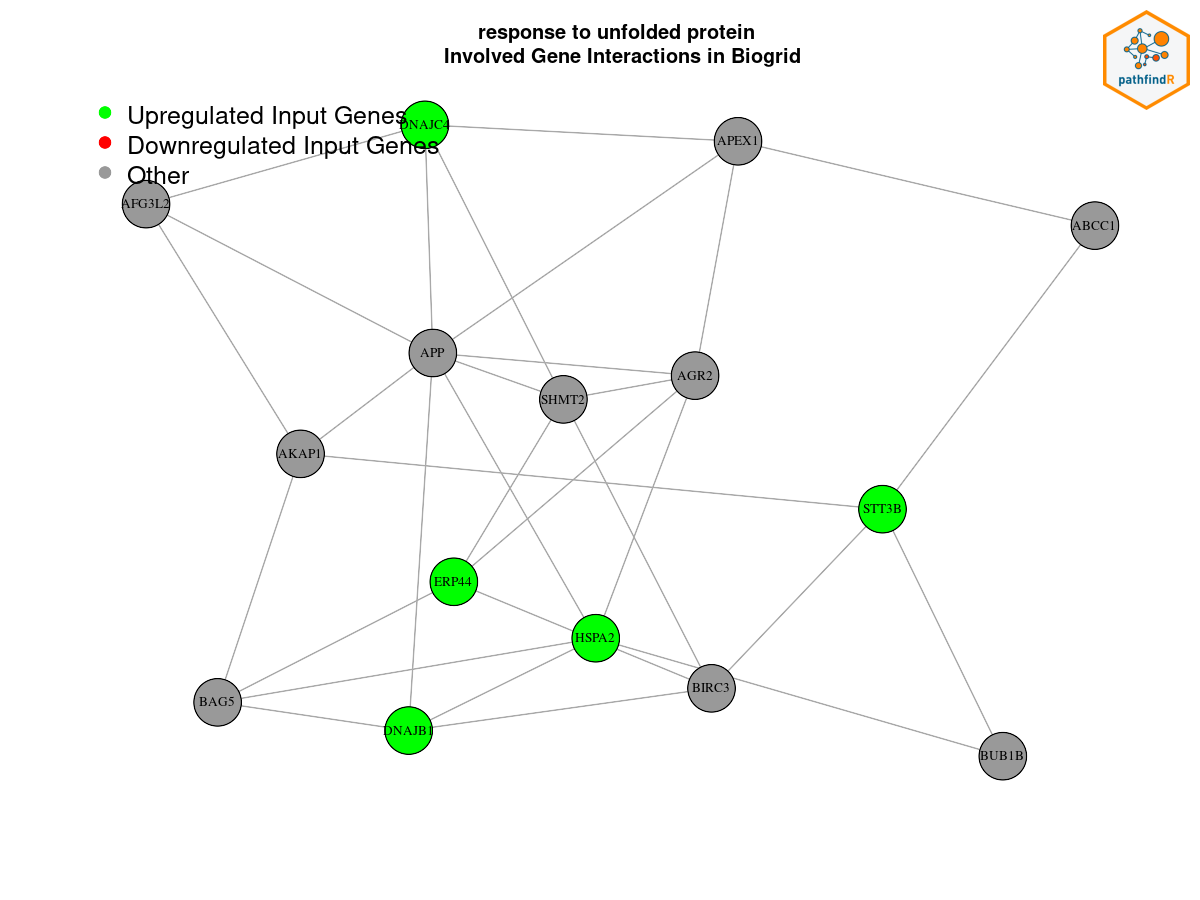 response to unfolded protein
Involved Gene Interactions in Biogrid
pathfindR
Upregulated Input Genes
Downregulated Input Genes
Other
DNAJC4
APEX1
AFG3L2
ABCC1
APP
AGR2
SHMT2
AKAP1
STT3B
ERP44
HSPA2
BIRC3
BAG5
DNAJB1
BUB1B